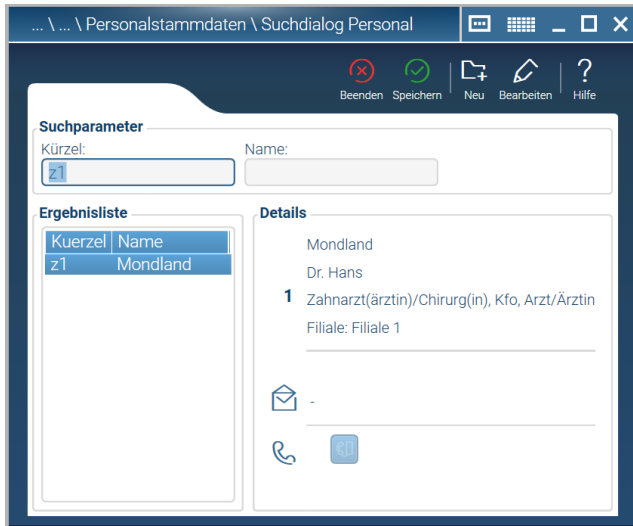 ... \ ... \ Personalstammdaten \ Suchdialog Personal
Beenden Speichern Neu Bearbeiten Hilfe
Suchparameter
Kürzel: Name:
z1
Ergebnisliste
Kuerzel Name
z1 Mondland
Details
Mondland
Dr. Hans
1 Zahnarzt(ärztin)/Chirurg(in), Kfo, Arzt/Ärztin
Filiale: Filiale 1
-